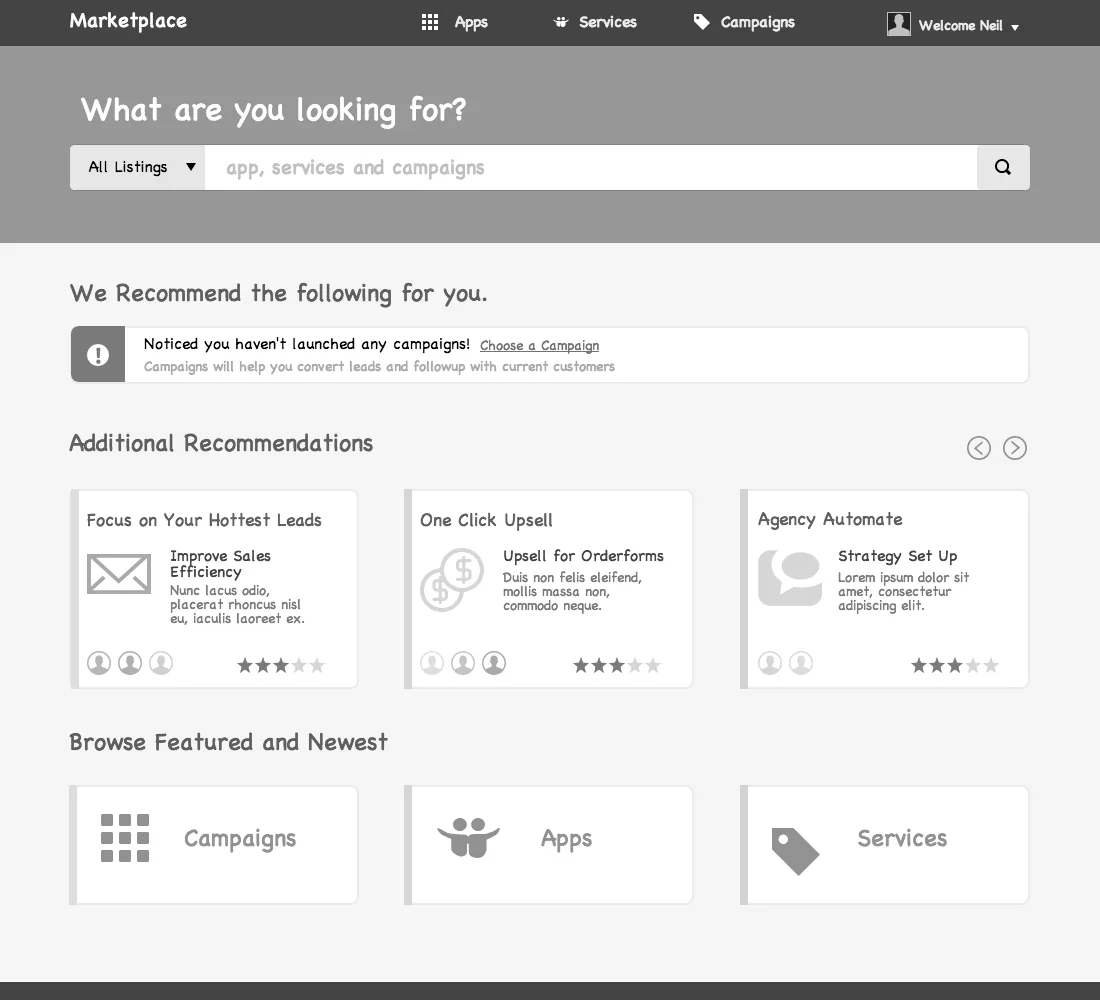 Marketplace
Apps
Services
Campaigns
Welcome Neil
What are you looking for?
All Listings
app, services and campaigns
We Recommend the following for you.
Noticed you haven't launched any campaigns! Choose a Campaign
Campaigns will help you convert leads and followup with current customers
Additional Recommendations
Focus on Your Hottest Leads
Improve Sales
Efficiency
Nunc lacus odio,
placerat rhoncus nisl
eu, iaculis laoreet ex.
One Click Upsell
Upsell for Orderforms
Duis non felis eleifend,
mollis massa non,
commodo neque.
Agency Automate
Strategy Set Up
Lorem ipsum dolor sit
amet, consectetur
adipiscing elit.
Browse Featured and Newest
Campaigns
Apps
Services